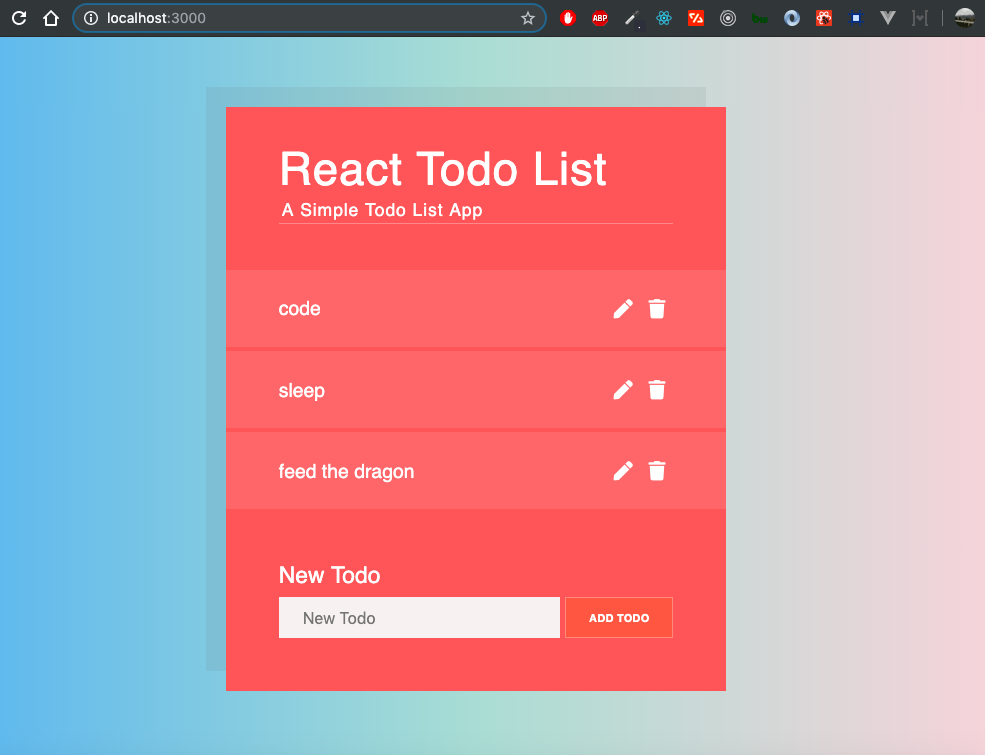 localhost:3000
ABP
React Todo List
A Simple Todo List App
code
sleep
feed the dragon
New Todo
New Todo
ADD TODO